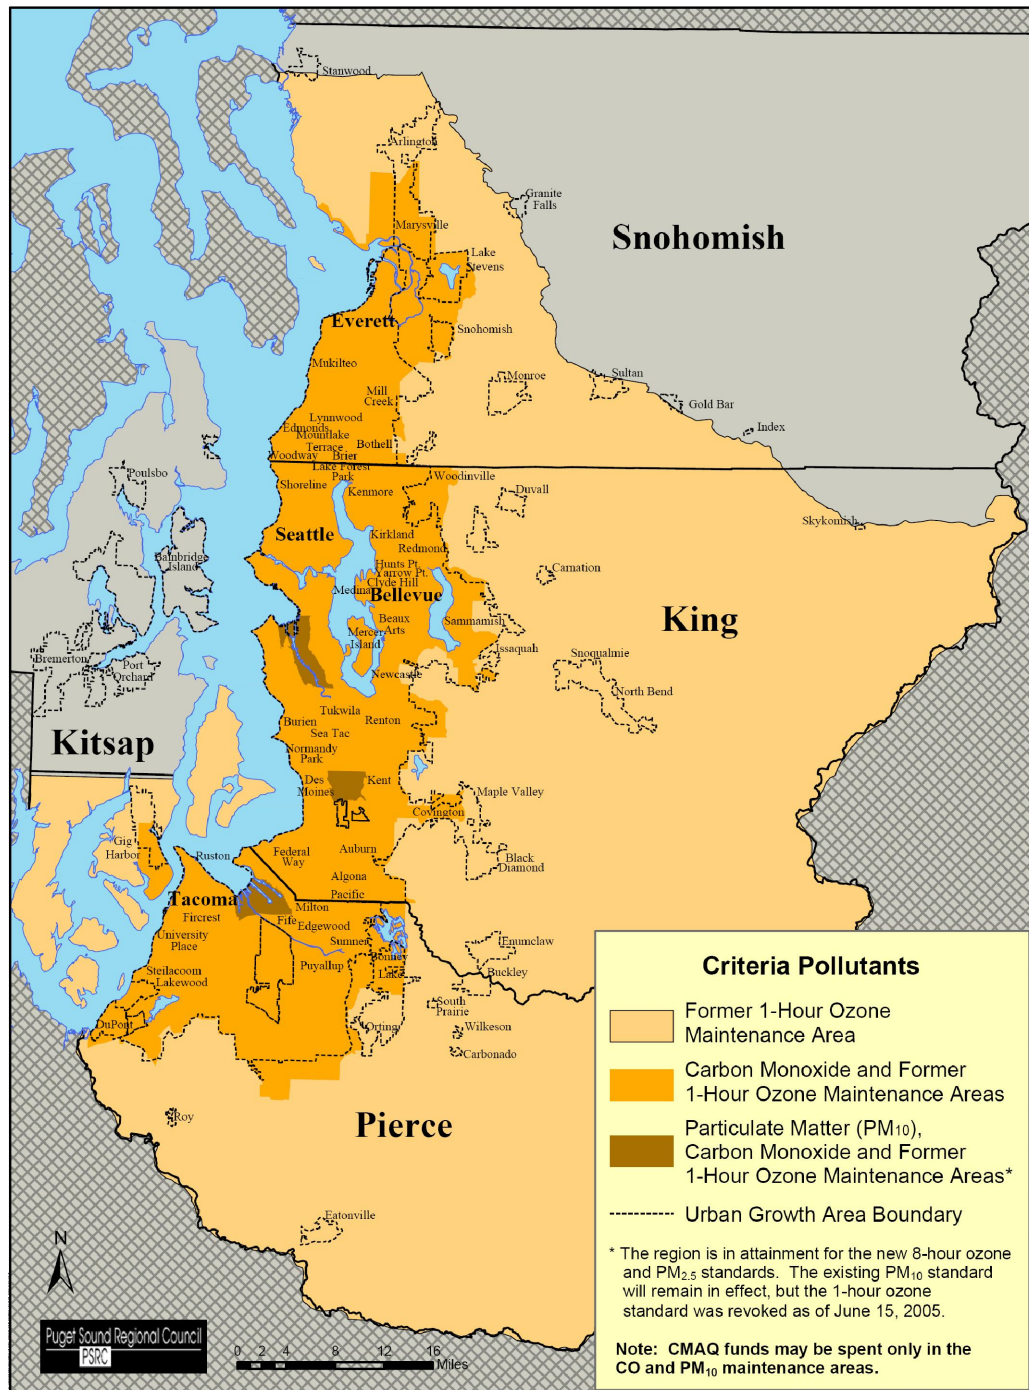 Stanwood
Arlington
Granite
Falls
Marysville
Snohomish
Lake
Stevens
Everett
Snohomish
Mukilteo
Monroe
Sultan
Mill
Creek
Gold Bar
Lynnwood
Edmonds
Mountlake
Terrace
Index
Bothell
Woodway
Brier
Lake Forest
Park
Poulsbo
Shoreline
Kenmore
Woodinville
Duvall
Skykomish
Seattle
Kirkland
Redmond
Bainbridge
Island
Hunts Pt.
Yarrow Pt.
Clyde Hill
Medina
Bellevue
Carnation
King
Beaux
Arts
Sammamish
Mercer
Island
Issaquah
Snoqualmie
Bremerton
Port
Orchard
Newcastle
North Bend
Tukwila
Burien
Renton
Sea Tac
Kitsap
Normandy
Park
Des
Moines
Kent
Maple Valley
Covington
Gig
Harbor
Ruston
Federal
Way
Auburn
Black
Diamond
Algona
Pacific
Tacoma
Milton
Fircrest
Fife
Edgewood
University
Place
Sumner
Enumclaw
Bonney
Lake
Puyallup
Buckley
Steilacoom
Lakewood
South
Prairie
DuPont
Orting
Wilkeson
Carbonado
Roy
Pierce
Eatonville
Criteria Pollutants
Former 1-Hour Ozone
Maintenance Area
Carbon Monoxide and Former
1-Hour Ozone Maintenance Areas
Particulate Matter (PM10),
Carbon Monoxide and Former
1-Hour Ozone Maintenance Areas*
Urban Growth Area Boundary
* The region is in attainment for the new 8-hour ozone
and PM2.5 standards. The existing PM10 standard
will remain in effect, but the 1-hour ozone
standard was revoked as of June 15, 2005.
Note: CMAQ funds may be spent only in the
CO and PM10 maintenance areas.
N
Puget Sound Regional Council
PSRC
0 2 4 8 12 16
Miles